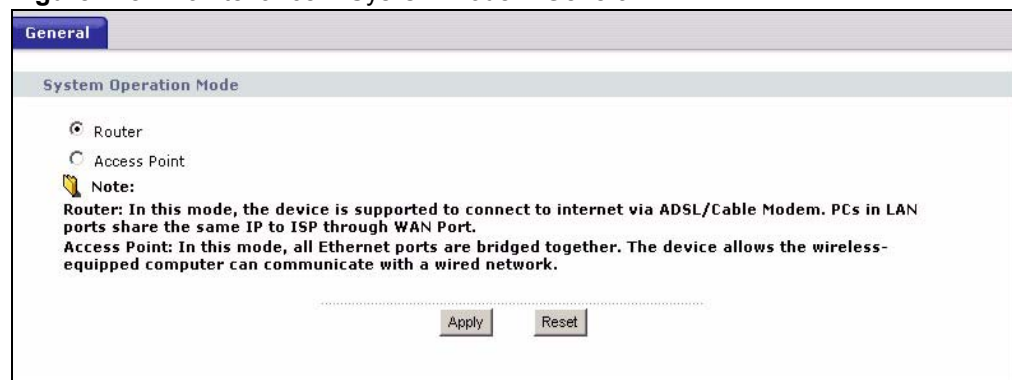 General
System Operation Mode
Router
Access Point
Note:
Router: In this mode, the device is supported to connect to internet via ADSL/Cable Modem. PCs in LAN
ports share the same IP to ISP through WAN Port.
Access Point: In this mode, all Ethernet ports are bridged together. The device allows the wireless-
equipped computer can communicate with a wired network.
Apply Reset